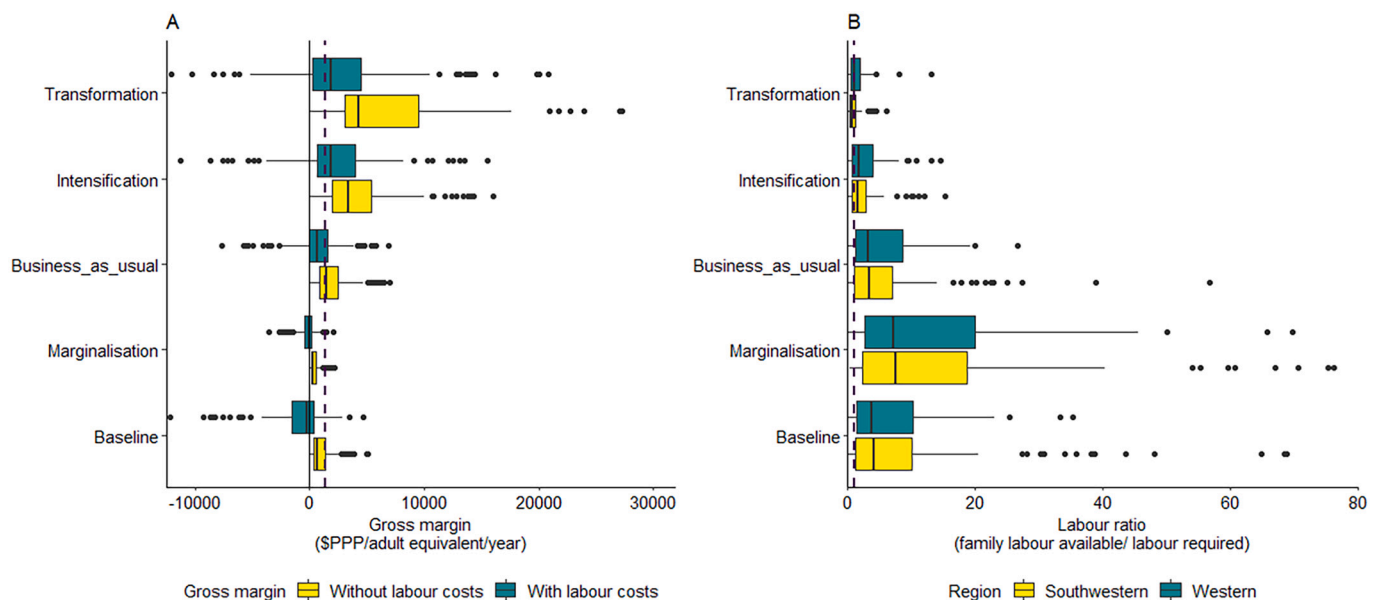 A
Transformation
Intensification
Business_as_usual
Marginalisation
Baseline
-10000 0 10000 20000 30000
Gross margin
($PPP/adult equivalent/year)
Gross margin Without labour costs With labour costs
B
Transformation
Intensification
Business_as_usual
Marginalisation
Baseline
0 20 40 60 80
Labour ratio
(family labour available/ labour required)
Region Southwestern Western